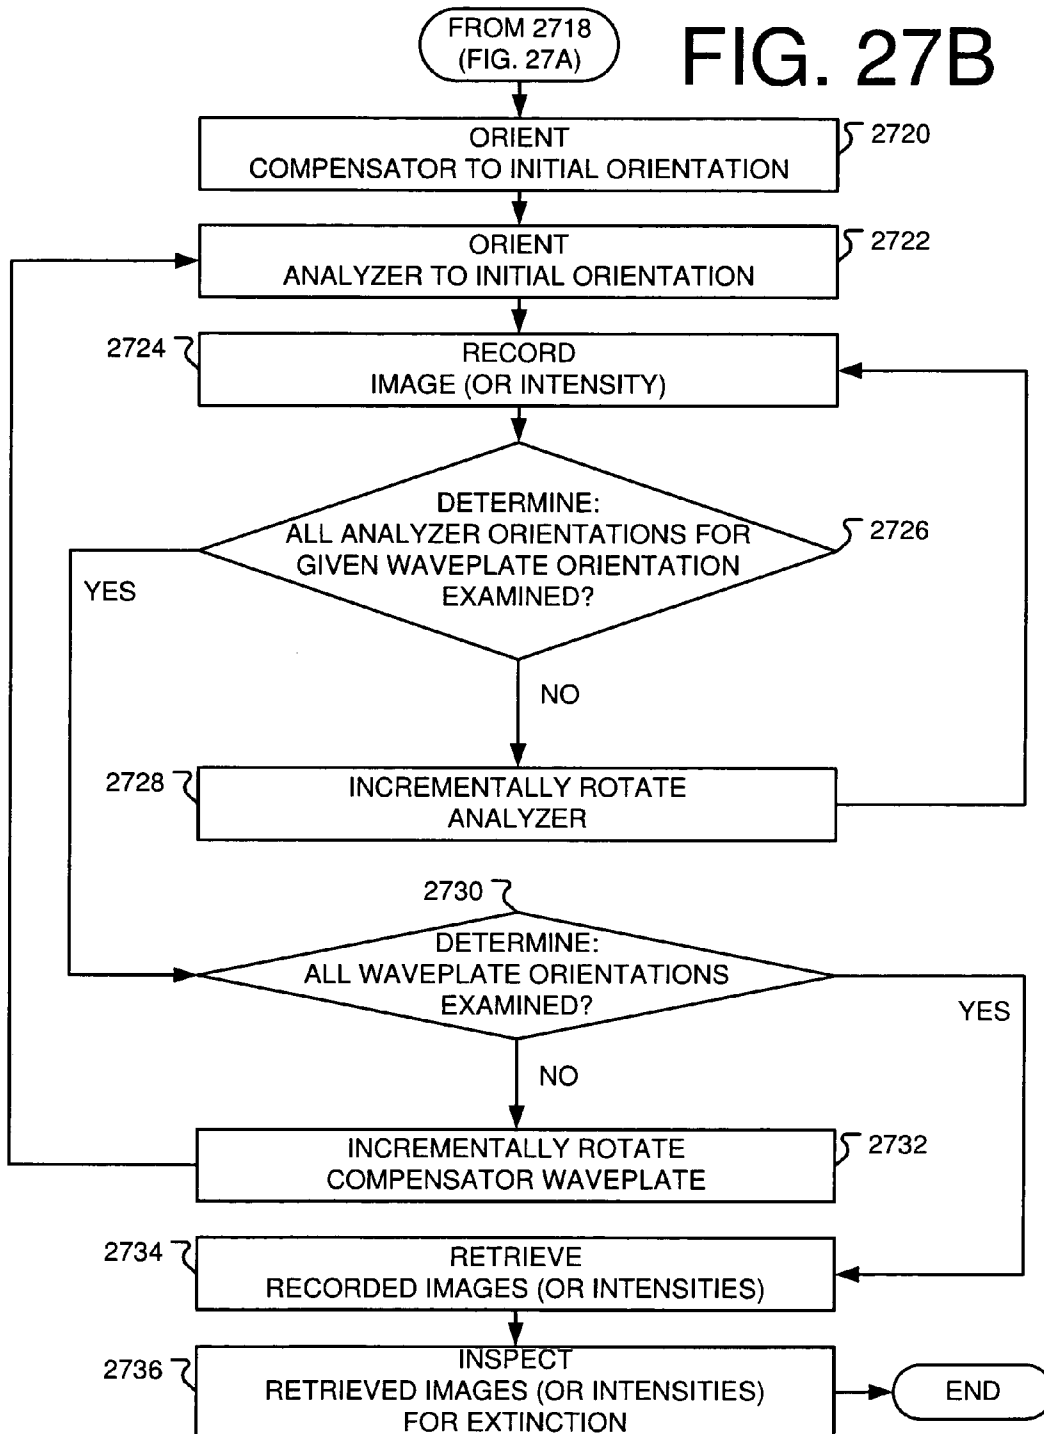 FROM 2718
(FIG. 27A)
FIG. 27B
ORIENT
COMPENSATOR TO INITIAL ORIENTATION
2720
ORIENT
ANALYZER TO INITIAL ORIENTATION
2722
2724
RECORD
IMAGE (OR INTENSITY)
DETERMINE:
ALL ANALYZER ORIENTATIONS FOR
GIVEN WAVEPLATE ORIENTATION
EXAMINED?
2726
YES
NO
2728
INCREMENTALLY ROTATE
ANALYZER
2730
DETERMINE:
ALL WAVEPLATE ORIENTATIONS
EXAMINED?
YES
NO
INCREMENTALLY ROTATE
COMPENSATOR WAVEPLATE
2732
2734
RETRIEVE
RECORDED IMAGES (OR INTENSITIES)
2736
INSPECT
RETRIEVED IMAGES (OR INTENSITIES)
FOR EXTINCTION
END